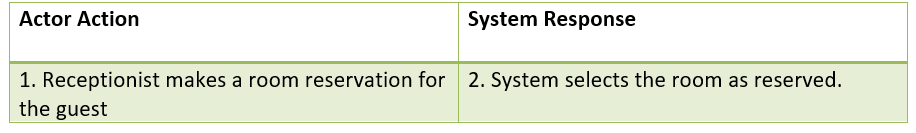 Actor Action
System Response
1. Receptionist makes a room reservation for
the guest
2. System selects the room as reserved.